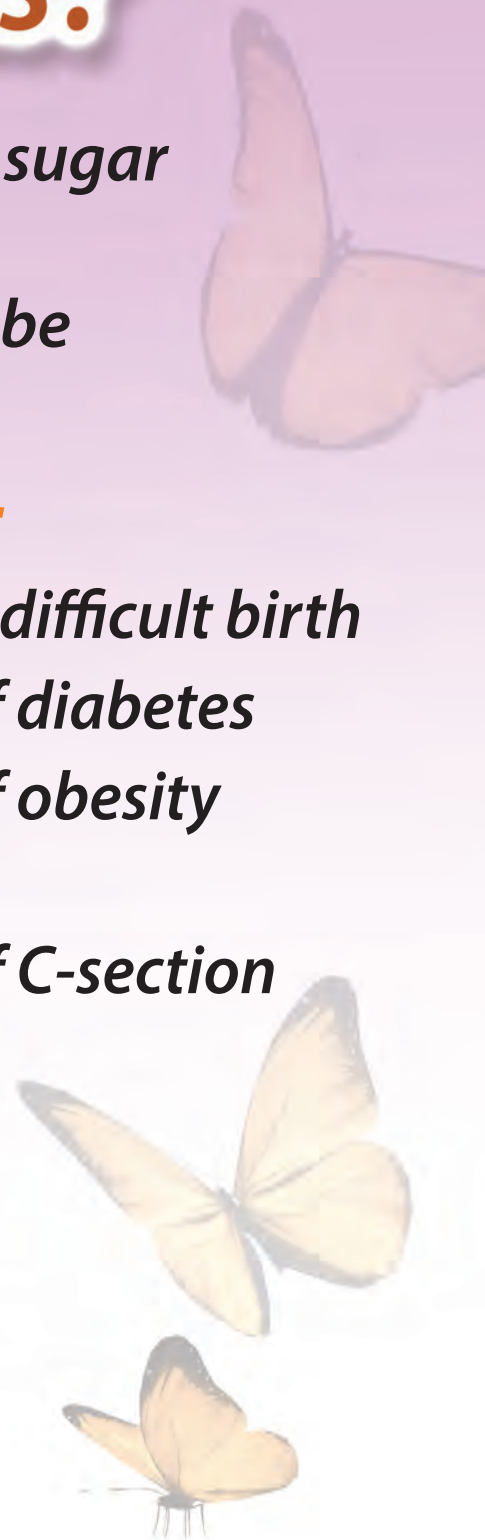 s?
sugar
be
difficult birth
f diabetes
f obesity
f C-section